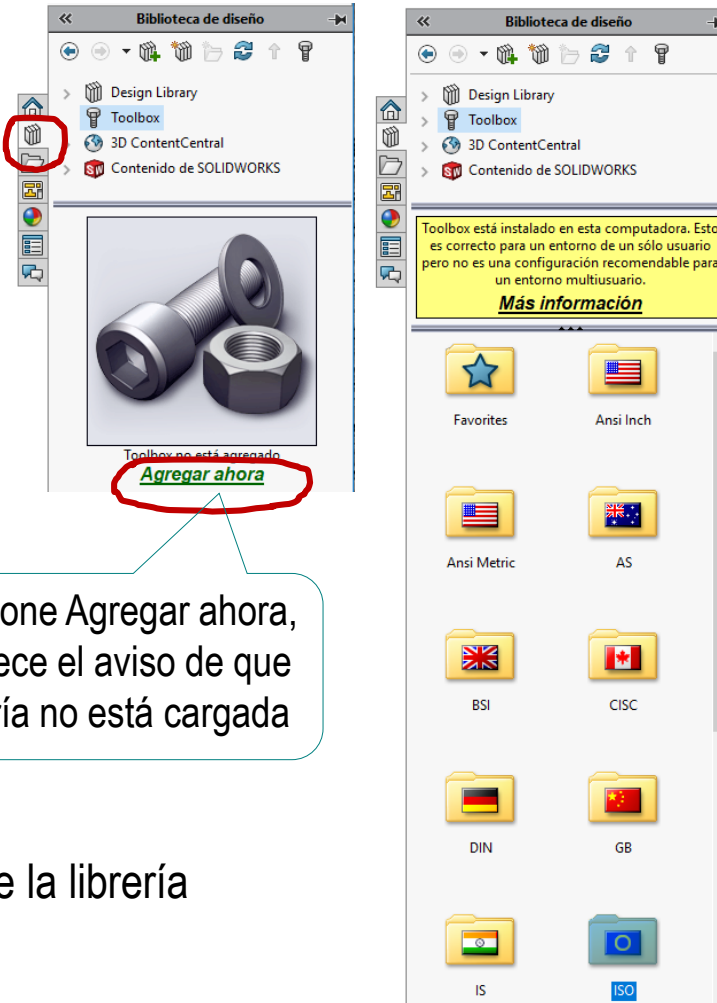 Biblioteca de diseño
Design Library
Toolbox
3D ContentCentral
Contenido de SOLIDWORKS
Toolbox no está agregado
Agregar ahora
one Agregar ahora,
ece el aviso de que
ía no está cargada
e la librería
Biblioteca de diseño
Design Library
Toolbox
3D ContentCentral
Contenido de SOLIDWORKS
Toolbox está instalado en esta computadora. Esto
es correcto para un entorno de un sólo usuario
pero no es una configuración recomendable para
un entorno multiusuario.
Más información
Favorites
Ansi Inch
Ansi Metric
AS
BSI
CISC
DIN
GB
IS
ISO